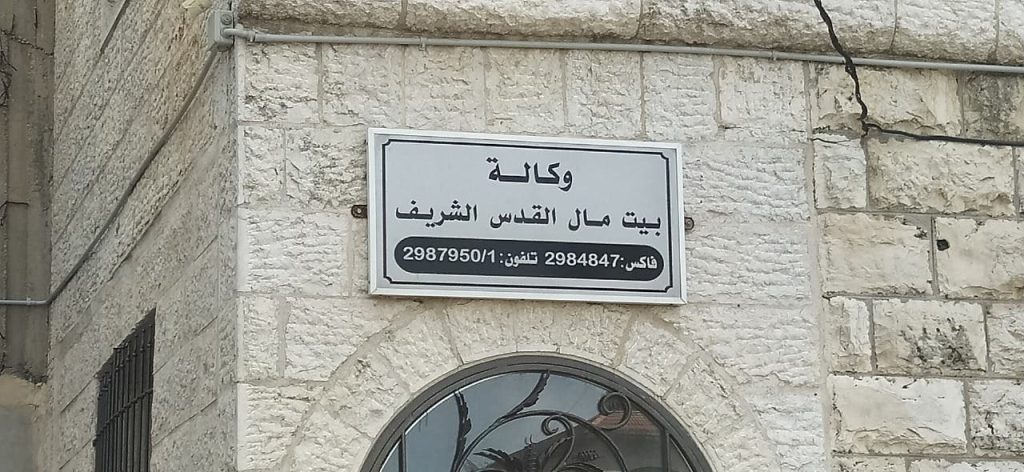 وكالة
بيت مال القدس الشريف
فاكس: 2984847 تلفون: 2987950/1